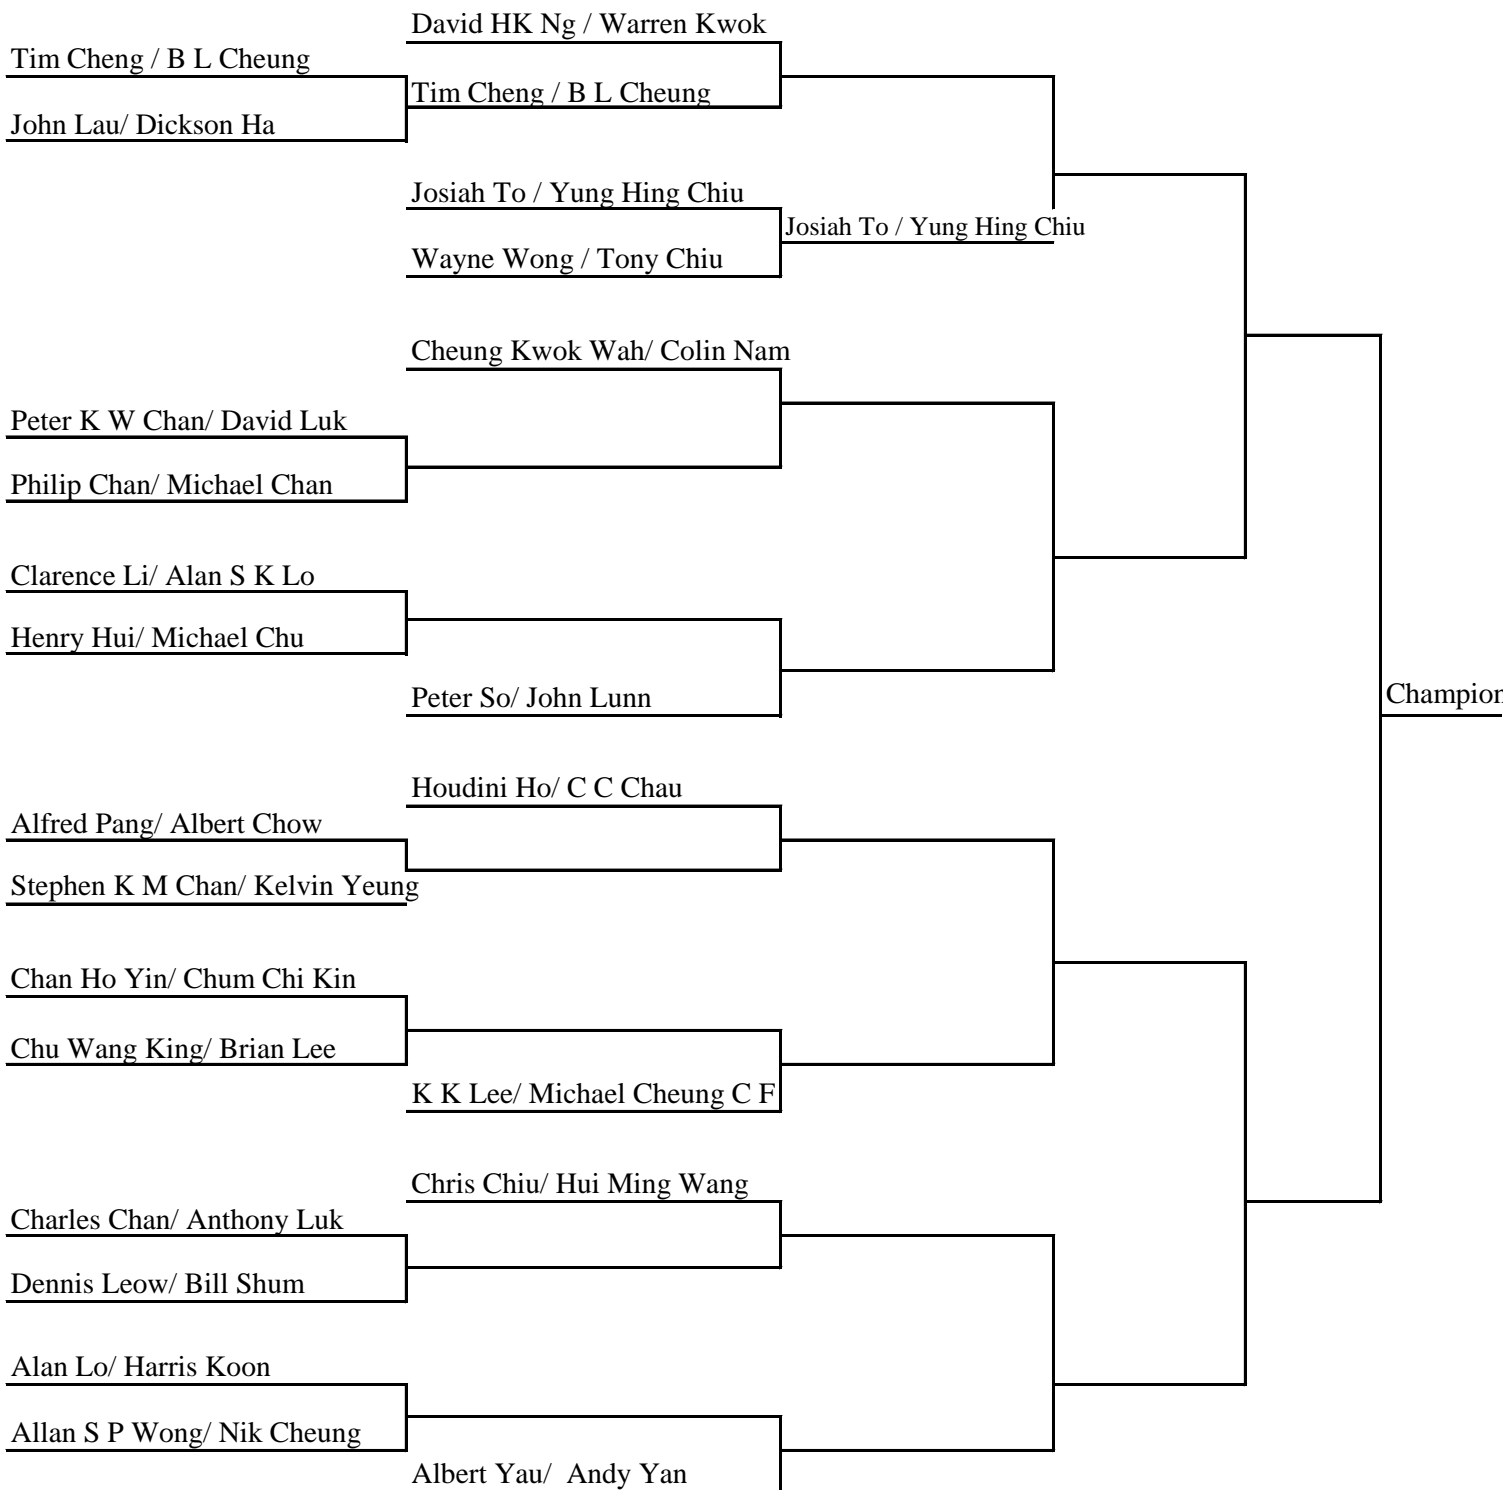 David HK Ng / Warren Kwok
Tim Cheng / B L Cheung
Tim Cheng / B L Cheung
John Lau/ Dickson Ha
Josiah To / Yung Hing Chiu
Josiah To / Yung Hing Chiu
Wayne Wong / Tony Chiu
Cheung Kwok Wah/ Colin Nam
Peter K W Chan/ David Luk
Philip Chan/ Michael Chan
Clarence Li/ Alan S K Lo
Henry Hui/ Michael Chu
Peter So/ John Lunn
Champion
Houdini Ho/ C C Chau
Alfred Pang/ Albert Chow
Stephen K M Chan/ Kelvin Yeung
Chan Ho Yin/ Chum Chi Kin
Chu Wang King/ Brian Lee
K K Lee/ Michael Cheung C F
Chris Chiu/ Hui Ming Wang
Charles Chan/ Anthony Luk
Dennis Leow/ Bill Shum
Alan Lo/ Harris Koon
Allan S P Wong/ Nik Cheung
Albert Yau/ Andy Yan